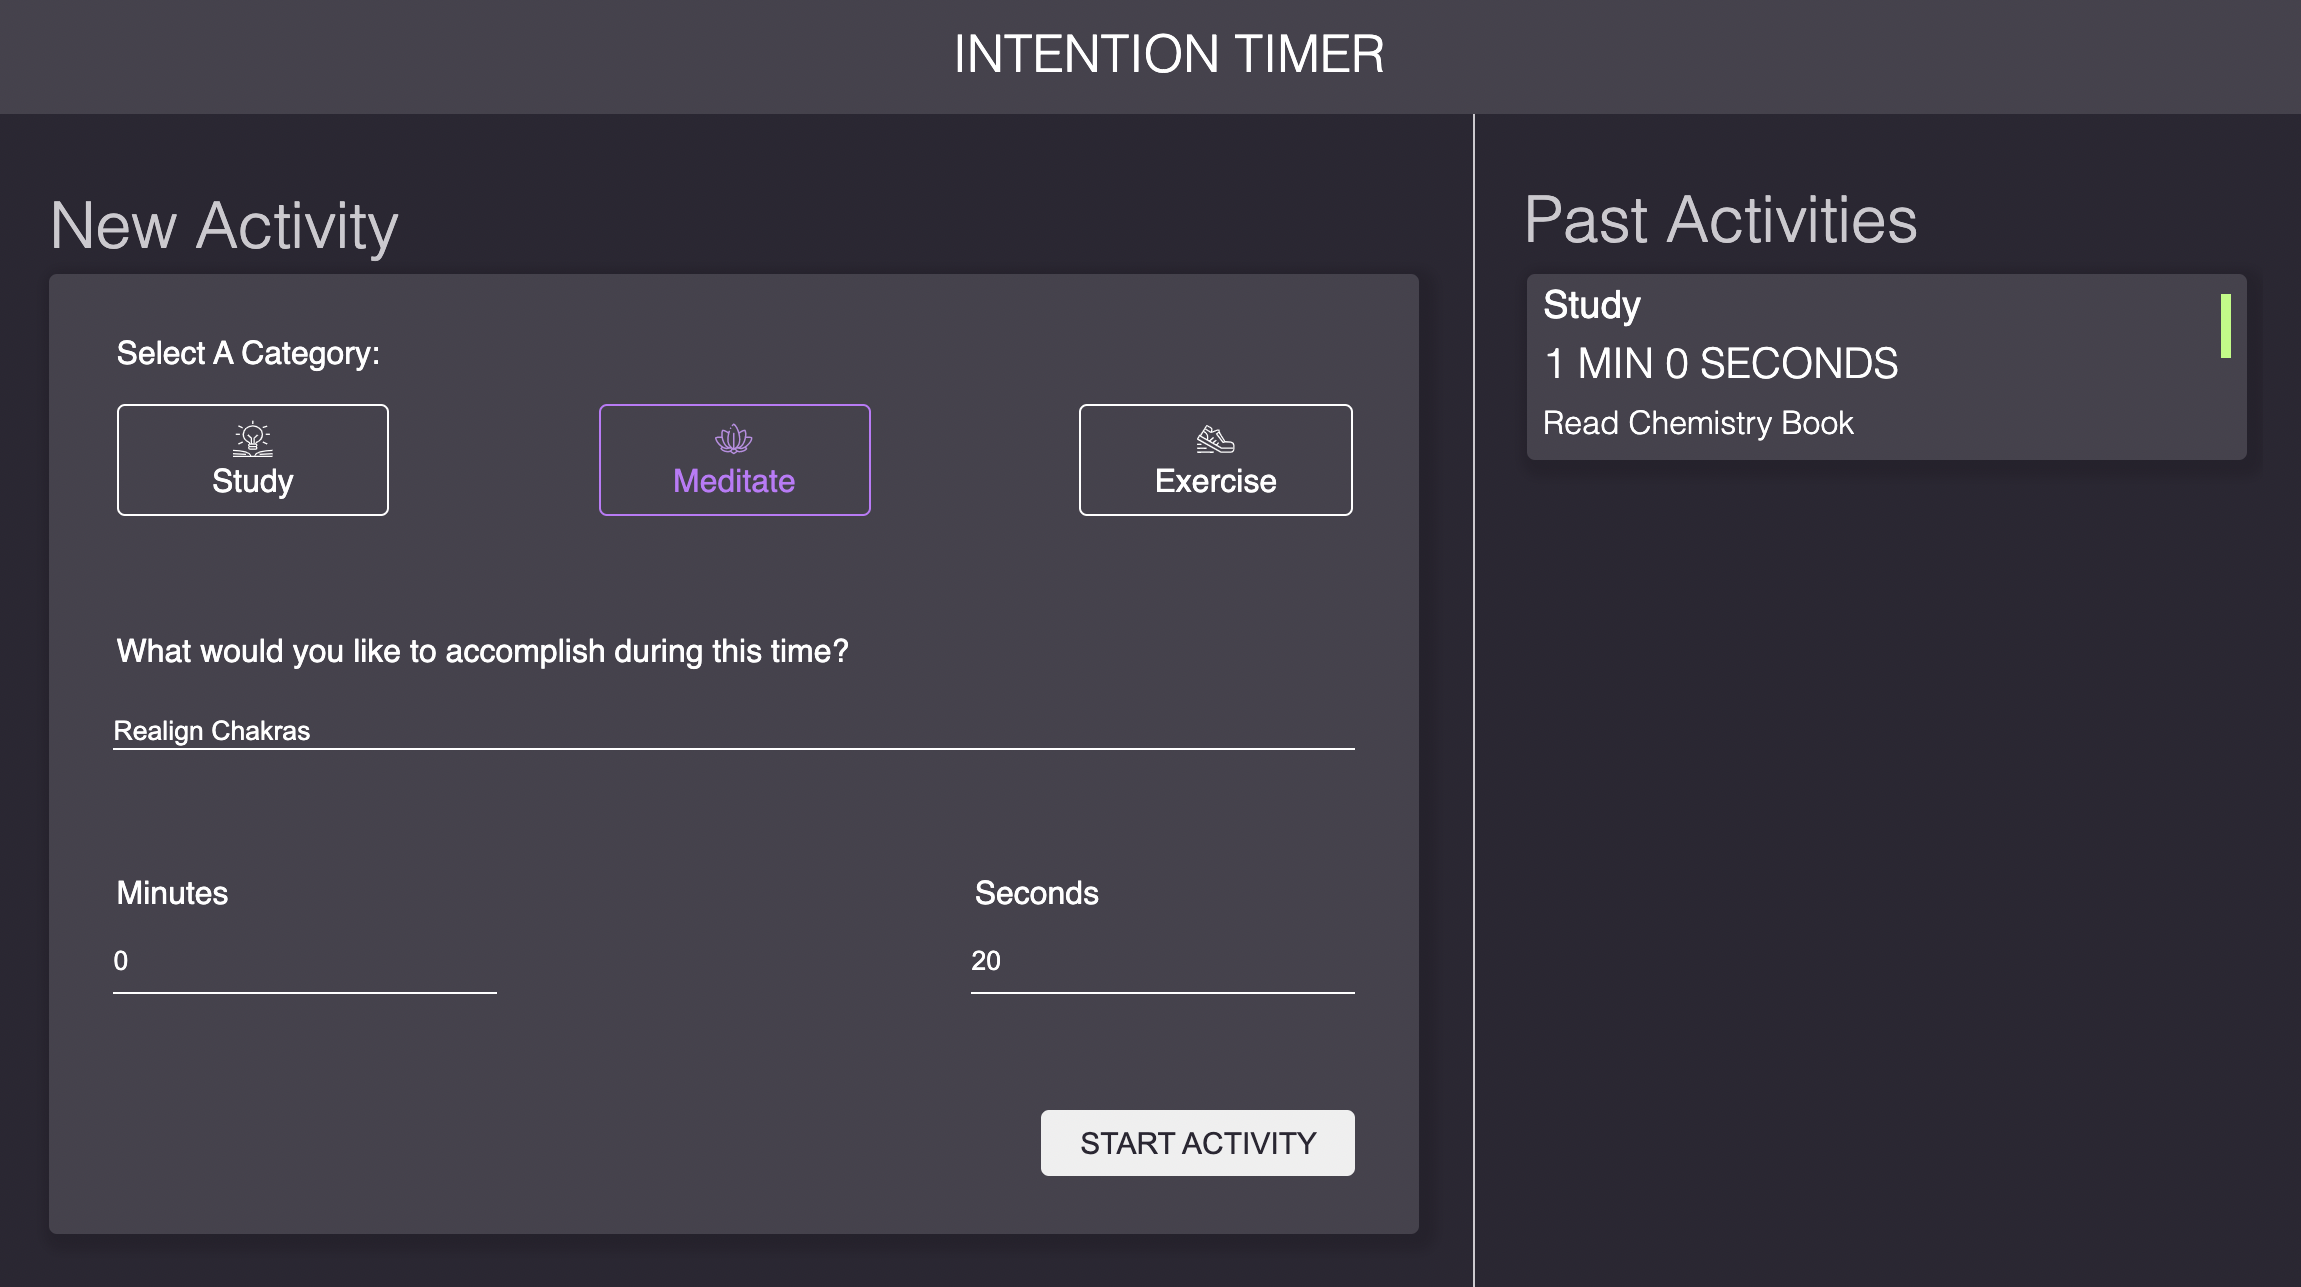 INTENTION TIMER
New Activity
Select A Category:
Study
Meditate
Exercise
What would you like to accomplish during this time?
Realign Chakras
Minutes
Seconds
0
20
START ACTIVITY
Past Activities
Study
1 MIN 0 SECONDS
Read Chemistry Book